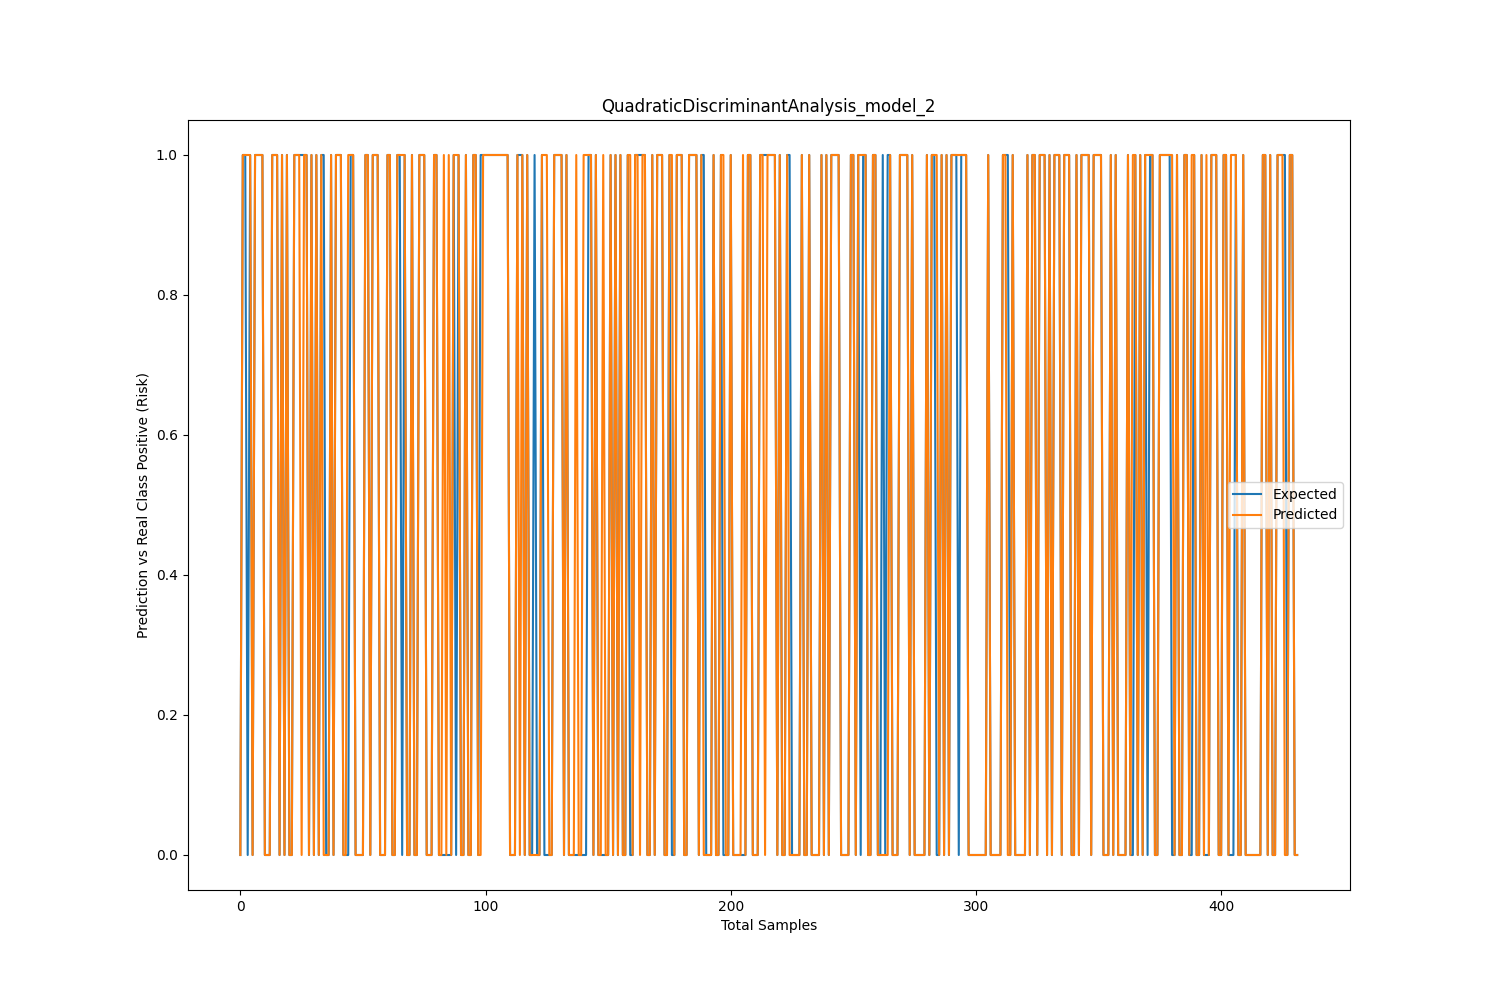 QuadraticDiscriminantAnalysis_model_2
1.0
0.8
0.6
0.4
0.2
0.0
Prediction vs Real Class Positive (Risk)
Expected
Predicted
0
100
200
300
400
Total Samples